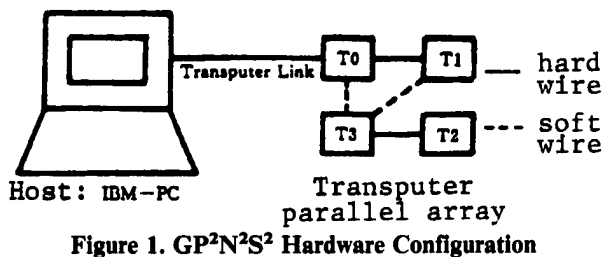 T0
T1
Transputer Link
hard
wire
T3
T2
soft
wire
Host: IBM-PC
Transputer
parallel array
Figure 1. GP²N²S² Hardware Configuration